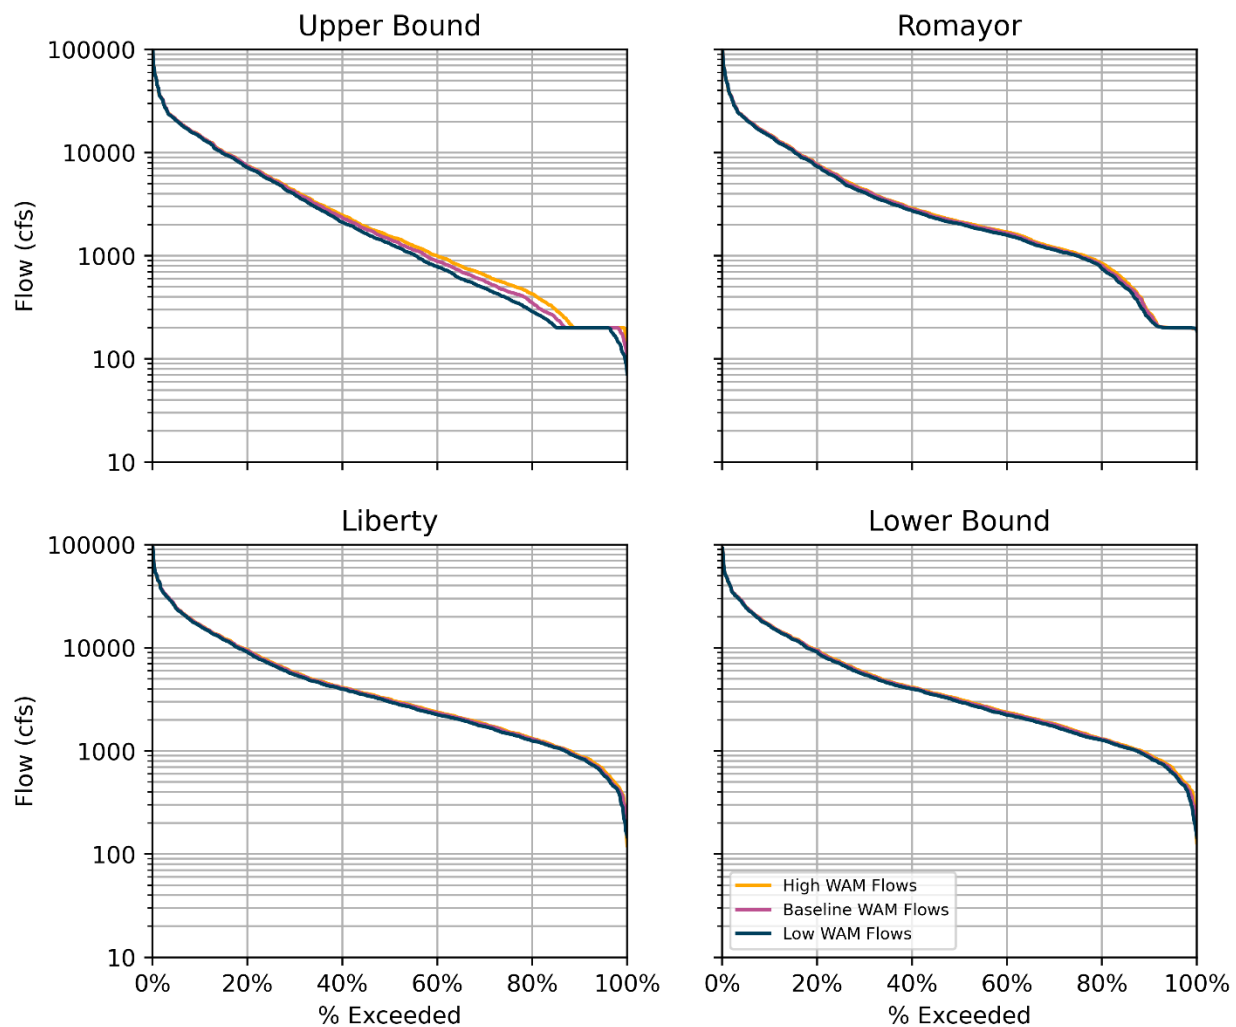 Upper Bound
Romayor
100000
10000
1000
100
10
Flow (cfs)
Liberty
Lower Bound
100000
10000
1000
100
10
Flow (cfs)
High WAM Flows
Baseline WAM Flows
Low WAM Flows
0% 20% 40% 60% 80% 100%
0% 20% 40% 60% 80% 100%
% Exceeded
% Exceeded